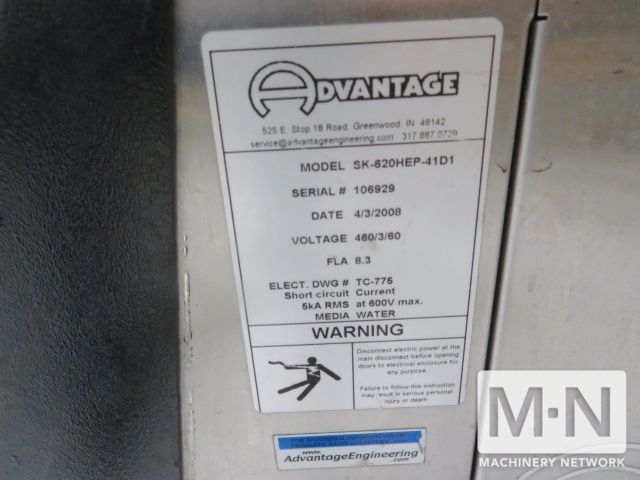 ADVANTAGE
525 E. Stop 18 Road, Greenwood, IN 46142
service@advantageengineering.com 317.887.0729
MODEL SK-620HEP-41D1
SERIAL # 106929
DATE 4/3/2008
VOLTAGE 460/3/60
FLA 8.3
ELECT. DWG # TC-775
Short circuit Current
5kA RMS at 600V max.
MEDIA WATER
WARNING
Disconnect electric power at the
main disconnect before opening
doors to electrical enclosure for
any purpose.
Failure to follow this instruction
may result in serious personal
injury or death.
FOR ADDITIONAL INFORMATION ON
www.
AdvantageEngineering
.com
M·N
MACHINERY NETWORK